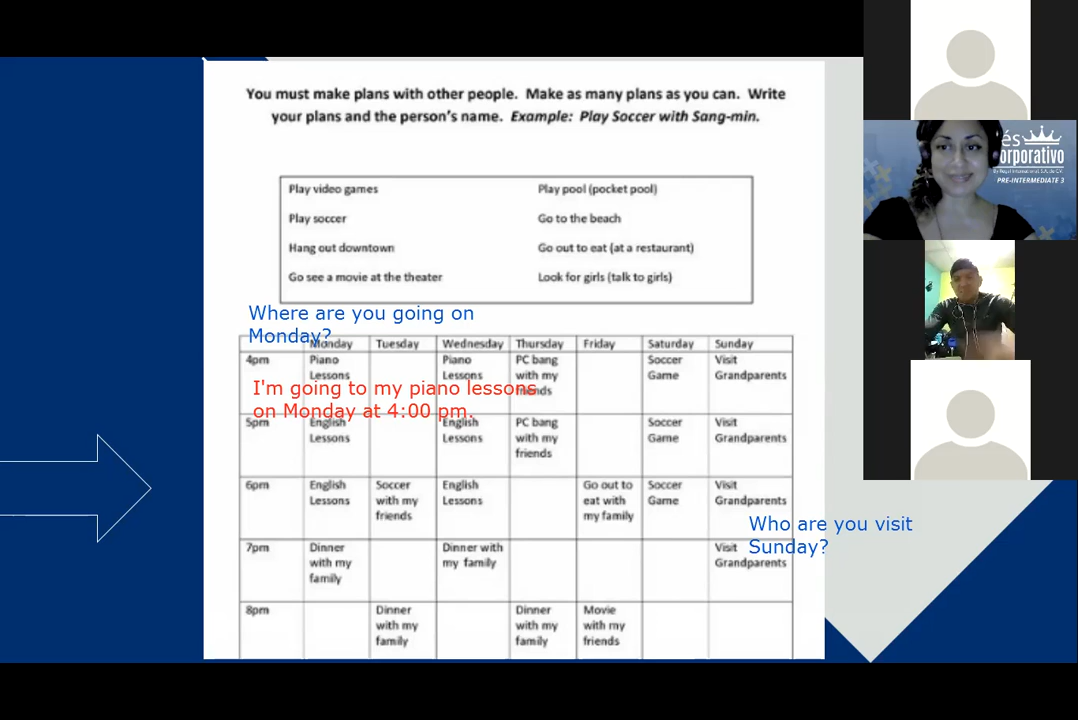 You must make plans with other people. Make as many plans as you can. Write
your plans and the person's name. Example: Play Soccer with Sang-min.
Play video games Play pool (pocket pool)
Play soccer Go to the beach
Hang out downtown Go out to eat (at a restaurant)
Go see a movie at the theater Look for girls (talk to girls)
Where are you going on
Monday?
Monday Tuesday Wednesday Thursday Friday Saturday Sunday
4pm Piano Piano PC bang Soccer Visit
Lessons Lessons with my Game Grandparents
friends
I'm going to my piano lessons
on Monday at 4:00 pm.
5pm English English PC bang Soccer Visit
Lessons Lessons with my Game Grandparents
friends
6pm English Soccer English Go out to Soccer Visit
Lessons with my Lessons eat with Game Grandparents
friends my family
Who are you visit
Sunday?
7pm Dinner Dinner with Visit
with my my family Grandparents
family
8pm Dinner Dinner Movie
with my with my with my
family family friends
és
orporativo
By Regal International, S.A. de C.V.
PRE-INTERMEDIATE 3